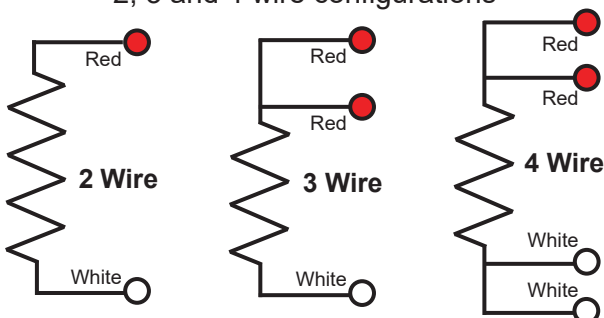 2, 3 and 4 wire configurations
Red
Red
2 Wire
White
Red
3 Wire
White
Red
Red
4 Wire
White
White